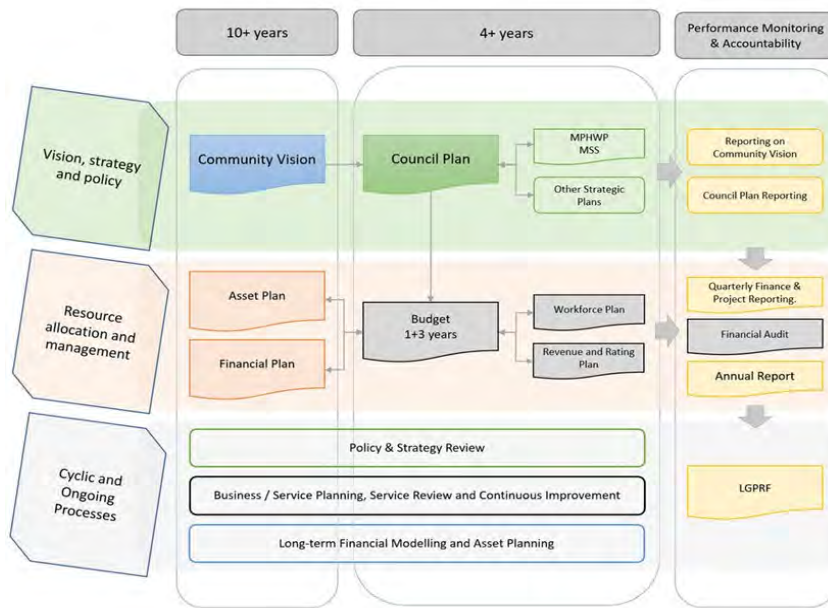 10+ years
4+ years
Performance Monitoring
& Accountability
Vision, strategy
and policy
Community Vision
Council Plan
MPHWP
MSS
Other Strategic
Plans
Reporting on
Community Vision
Council Plan Reporting
Resource
allocation and
management
Asset Plan
Financial Plan
Budget
1+3 years
Workforce Plan
Revenue and Rating
Plan
Quarterly Finance &
Project Reporting.
Financial Audit
Annual Report
Cyclic and
Ongoing
Processes
Policy & Strategy Review
Business / Service Planning, Service Review and Continuous Improvement
Long-term Financial Modelling and Asset Planning
LGPRF